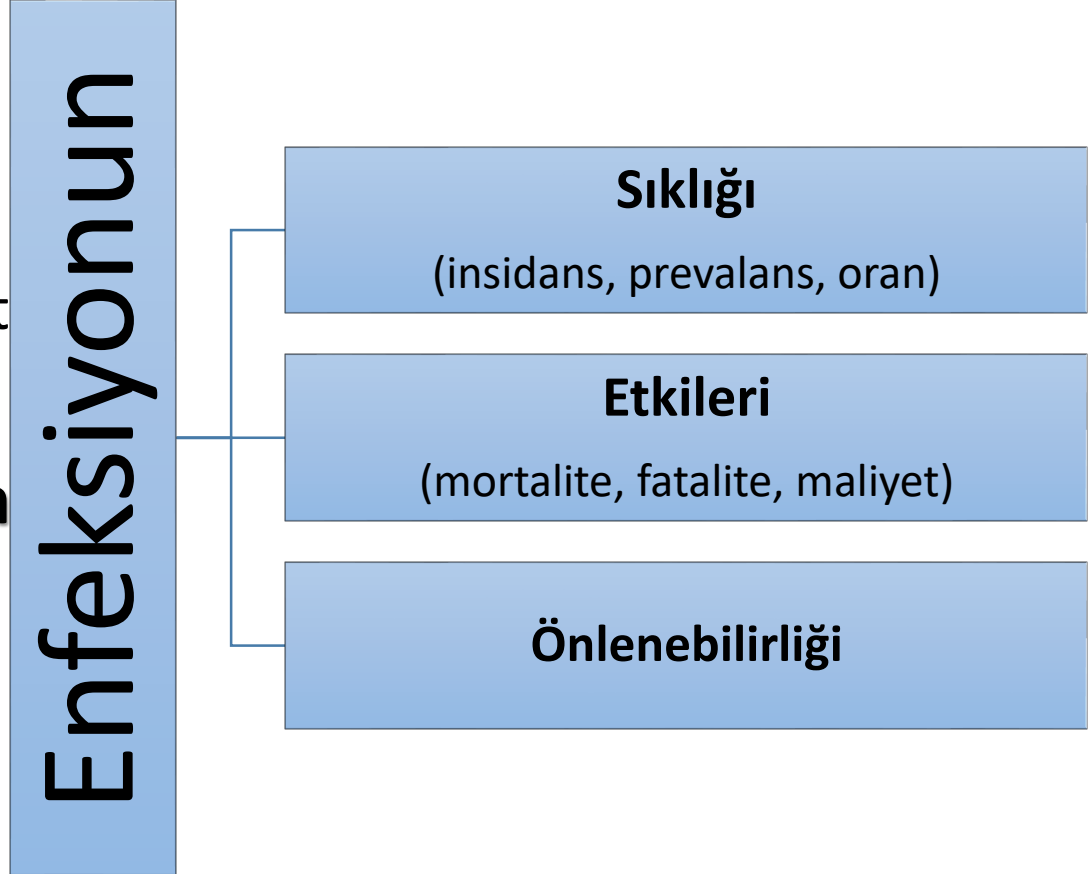 Enfeksiyonun
Sıklığı
(insidans, prevalans, oran)
Etkileri
(mortalite, fatalite, maliyet)
Önlenebilirliği